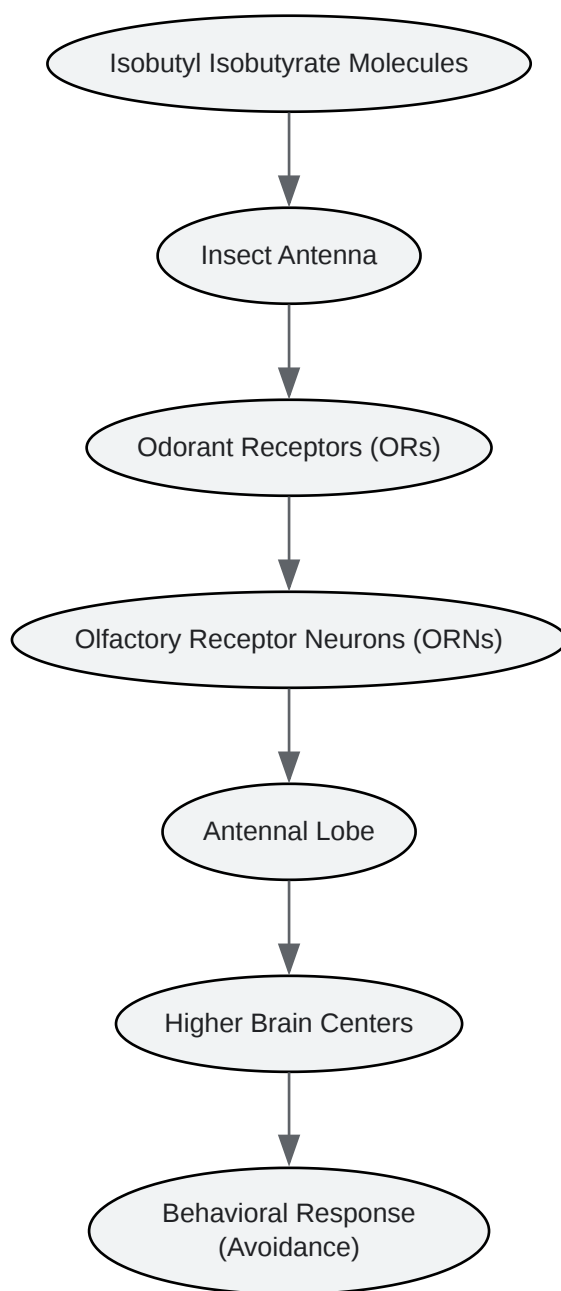 Isobutyl Isobutyrate Molecules
Insect Antenna
Odorant Receptors (ORs)
Olfactory Receptor Neurons (ORNs)
Antennal Lobe
Higher Brain Centers
Behavioral Response
(Avoidance)